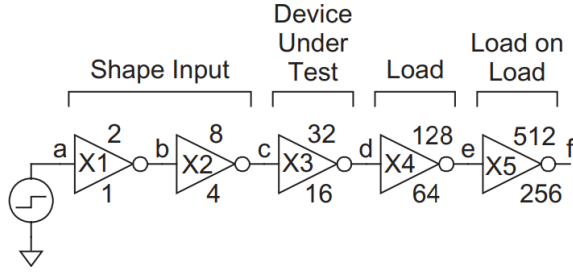 Device
Under
Test
Shape Input
Load
Load on
Load
a
X1
2
1
b
X2
8
4
c
X3
32
16
d
X4
128
64
e
X5
512
256
f